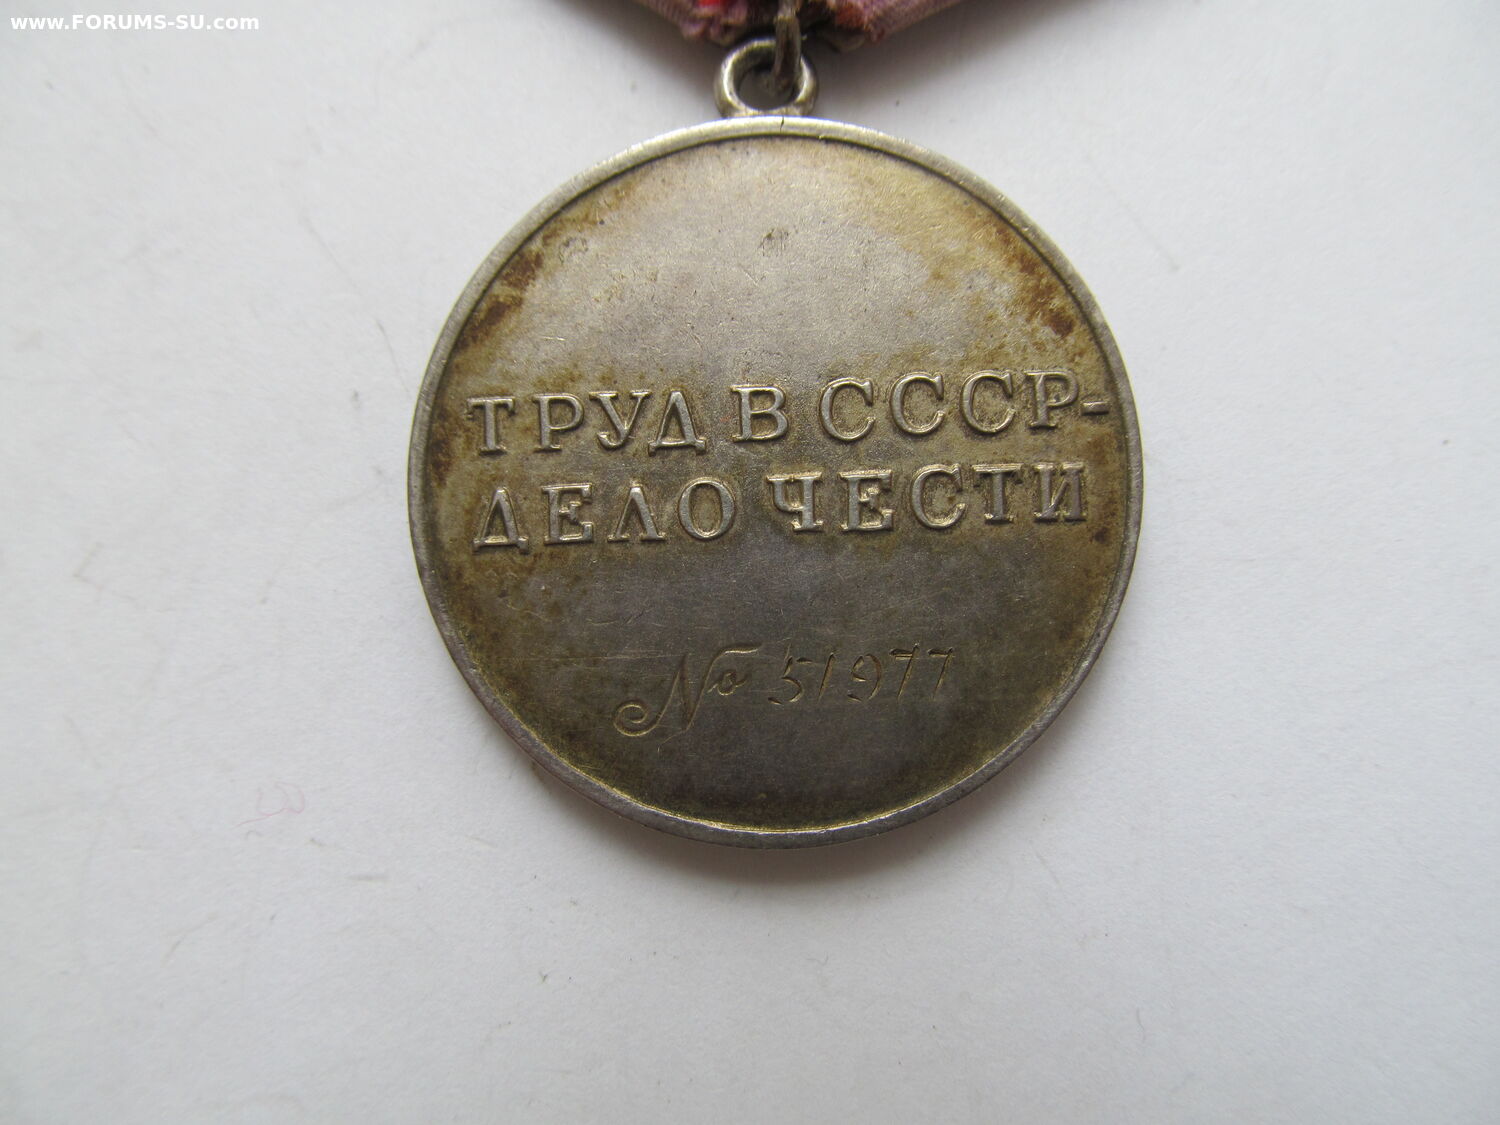 www.FORUMS-SU.com
ТРУД В СССР-
ДЕЛО ЧЕСТИ
№ 51977